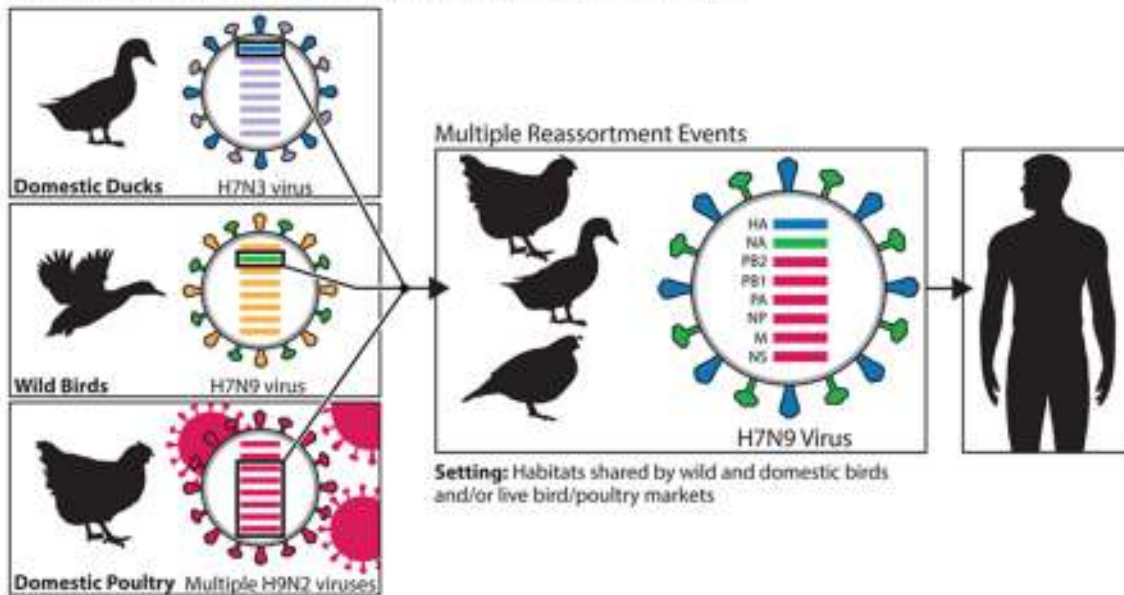 Domestic Ducks
H7N3 virus
Wild Birds
H7N9 virus
Domestic Poultry
Multiple H9N2 viruses
Multiple Reassortment Events
HA
NA
PB2
PB1
PA
NP
M
NS
H7N9 Virus
Setting: Habitats shared by wild and domestic birds
and/or live bird/poultry markets